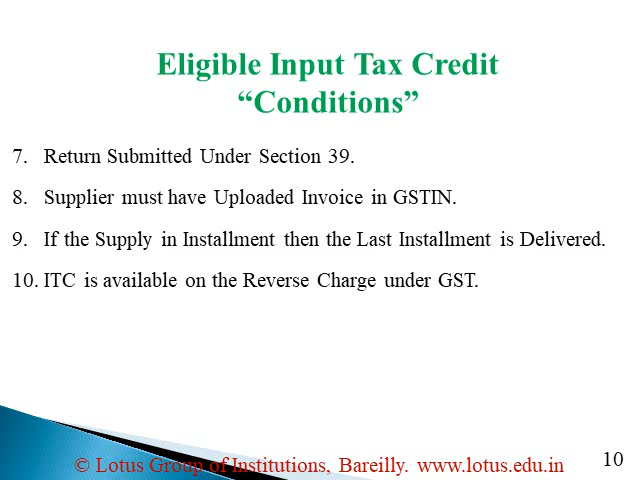 Eligible Input Tax Credit
“Conditions”
7. Return Submitted Under Section 39.
8. Supplier must have Uploaded Invoice in GSTIN.
9. If the Supply in Installment then the Last Installment is Delivered.
10. ITC is available on the Reverse Charge under GST.
© Lotus Group of Institutions, Bareilly. www.lotus.edu.in
10